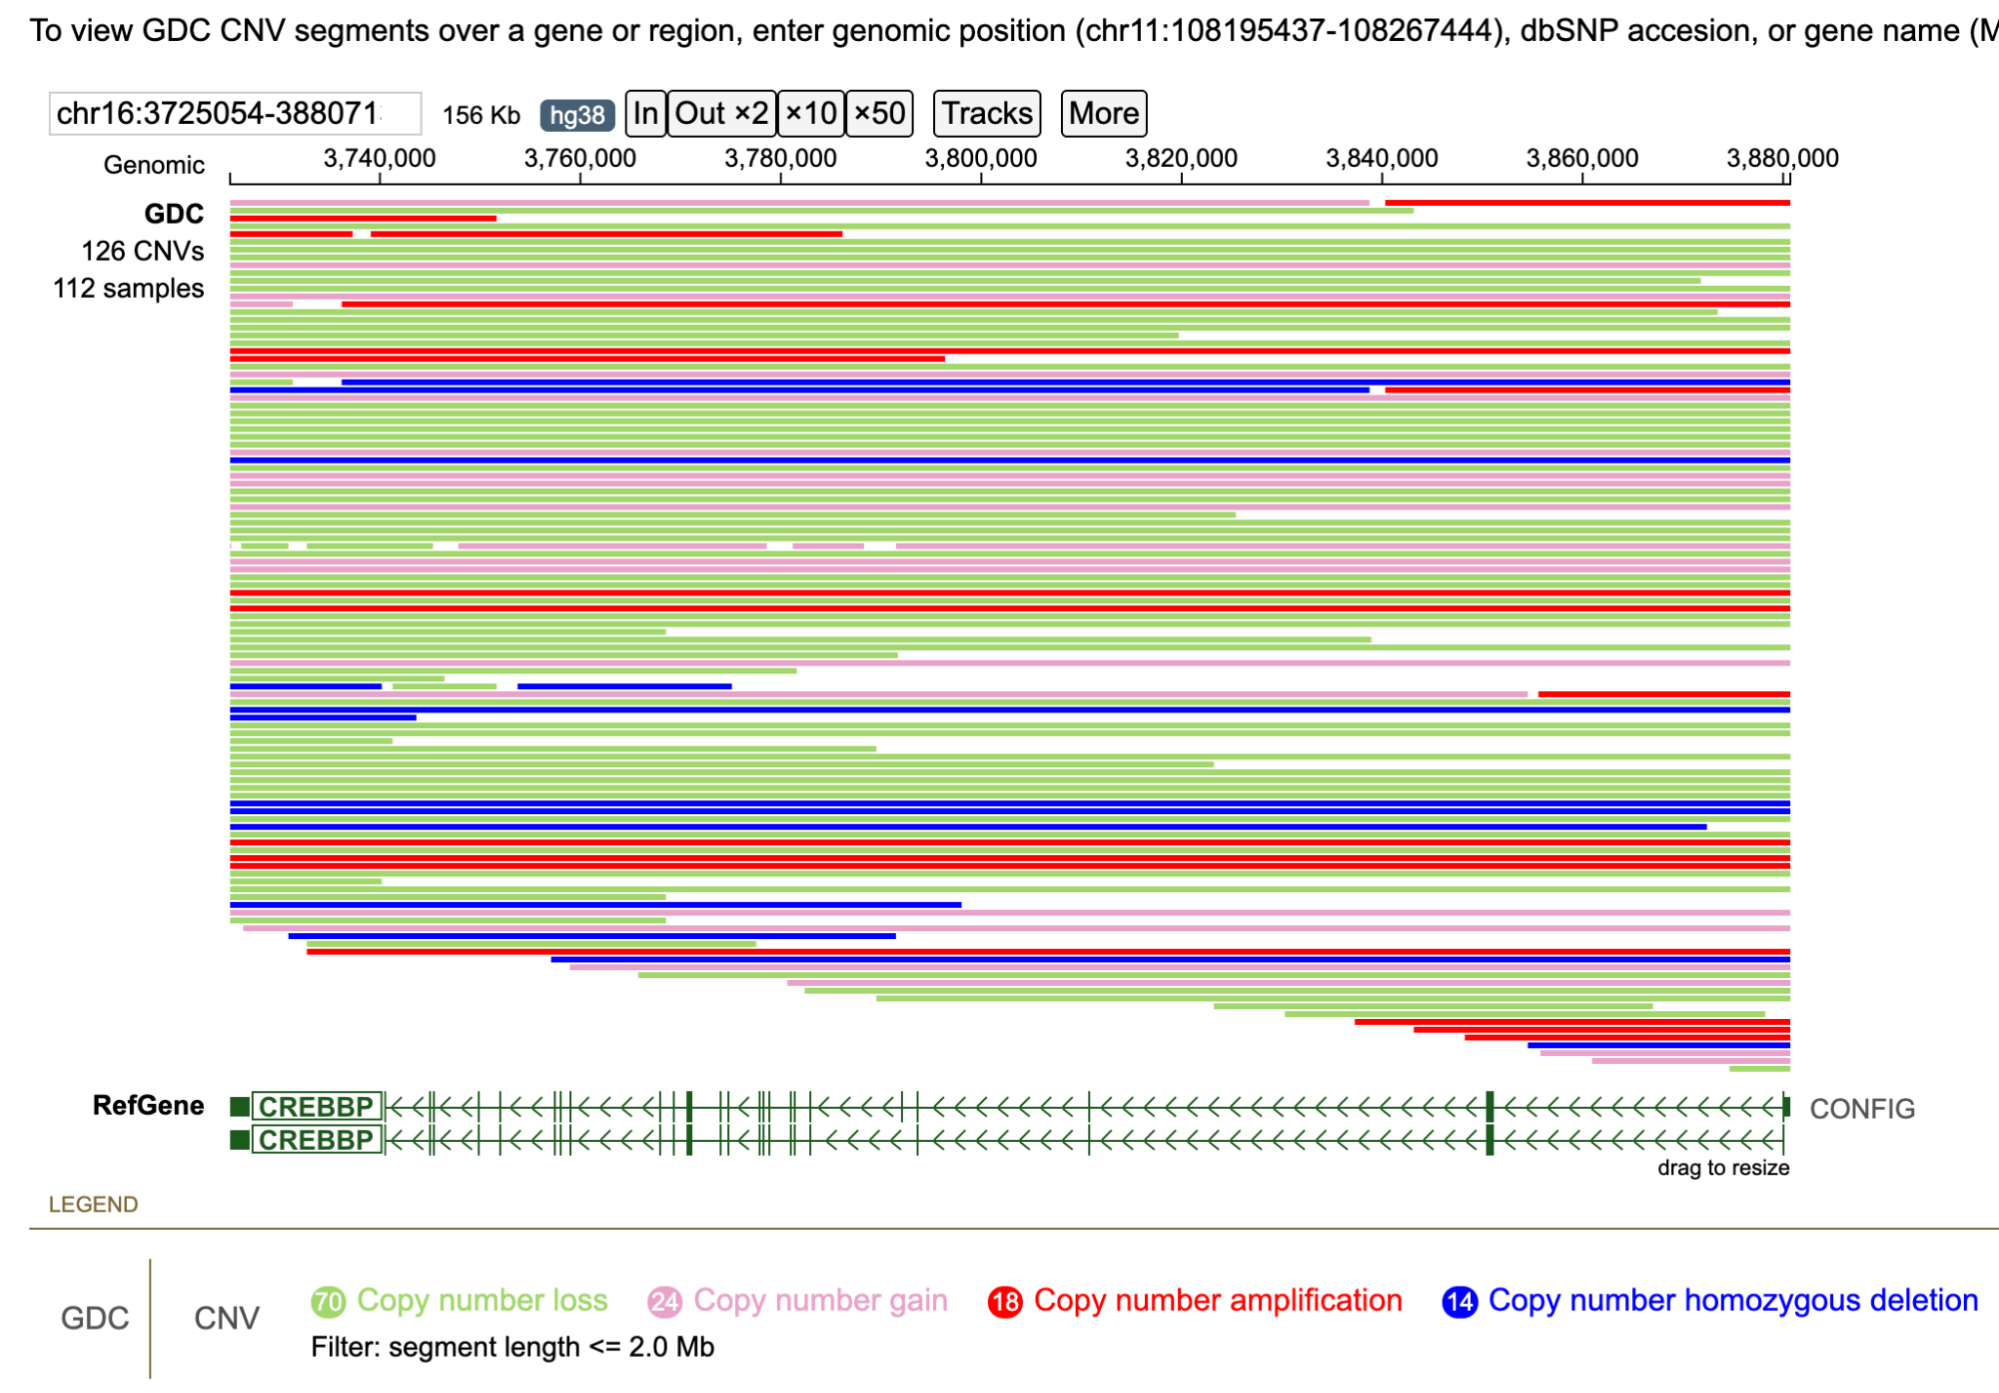 To view GDC CNV segments over a gene or region, enter genomic position (chr11:108195437-108267444), dbSNP accesion, or gene name (M
chr16:3725054-388071
156 Kb hg38 In Out ×2 ×10 ×50 Tracks More
Genomic 3,740,000 3,760,000 3,780,000 3,800,000 3,820,000 3,840,000 3,860,000 3,880,000
GDC
126 CNVs
112 samples
RefGene CREBBP CONFIG
CREBBP
drag to resize
LEGEND
GDC CNV 70 Copy number loss 24 Copy number gain 18 Copy number amplification 14 Copy number homozygous deletion
Filter: segment length <= 2.0 Mb